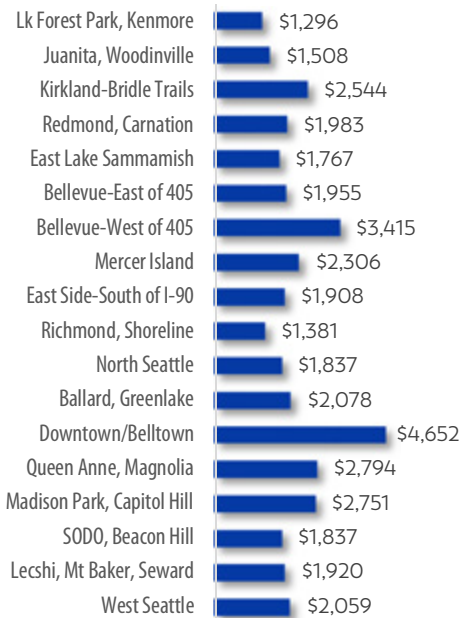 Lk Forest Park, Kenmore $1,296
Juanita, Woodinville $1,508
Kirkland-Bridle Trails $2,544
Redmond, Carnation $1,983
East Lake Sammamish $1,767
Bellevue-East of 405 $1,955
Bellevue-West of 405 $3,415
Mercer Island $2,306
East Side-South of I-90 $1,908
Richmond, Shoreline $1,381
North Seattle $1,837
Ballard, Greenlake $2,078
Downtown/Belltown $4,652
Queen Anne, Magnolia $2,794
Madison Park, Capitol Hill $2,751
SODO, Beacon Hill $1,837
Lecshi, Mt Baker, Seward $1,920
West Seattle $2,059